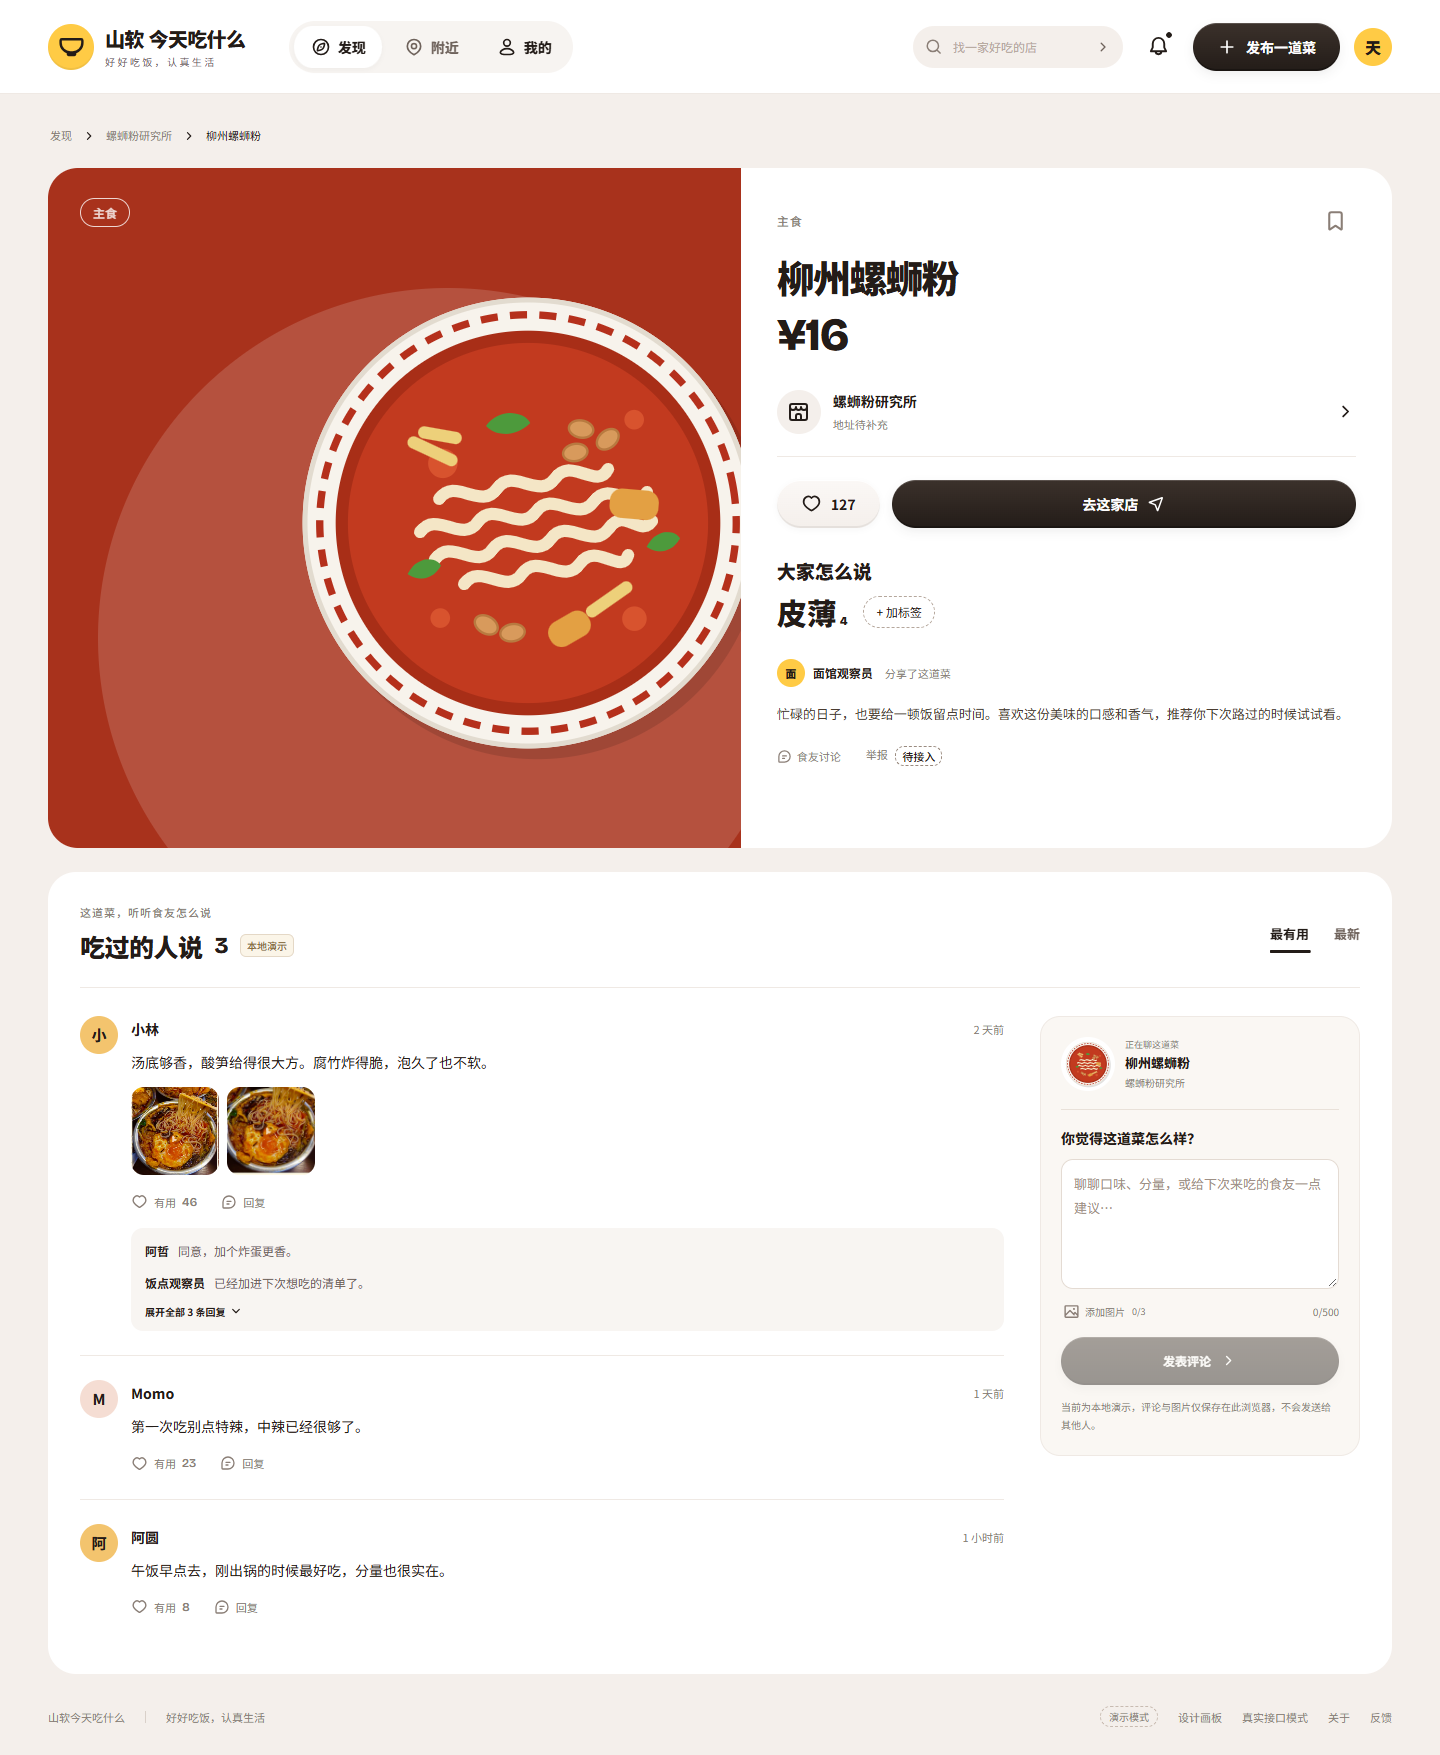 山软 今天吃什么
好好吃饭，认真生活
发现
附近
我的
找一家好吃的店
发布一道菜
天
发现 > 螺蛳粉研究所 > 柳州螺蛳粉
主食
主食
柳州螺蛳粉
¥16
螺蛳粉研究所
地址待补充
127
去这家店
大家怎么说
皮薄 4
+ 加标签
面
面馆观察员 分享了这道菜
忙碌的日子，也要给一顿饭留点时间。喜欢这份美味的口感和香气，推荐你下次路过的时候试试看。
食友讨论
举报
待接入
这道菜，听听食友怎么说
吃过的人说 3
本地演示
最有用
最新
小
小林
2 天前
汤底够香，酸笋给得很大方。腐竹炸得脆，泡久了也不软。
有用 46
回复
阿哲 同意，加个炸蛋更香。
饭点观察员 已经加进下次想吃的清单了。
展开全部 3 条回复
M
Momo
1 天前
第一次吃别点特辣，中辣已经很够了。
有用 23
回复
阿
阿圆
1 小时前
午饭早点去，刚出锅的时候最好吃，分量也很实在。
有用 8
回复
正在聊这道菜
柳州螺蛳粉
螺蛳粉研究所
你觉得这道菜怎么样？
聊聊口味、分量，或给下次来吃的食友一点
建议…
添加图片 0/3
0/500
发表评论
当前为本地演示，评论与图片仅保存在此浏览器，不会发送给
其他人。
山软今天吃什么
好好吃饭，认真生活
演示模式
设计画板
真实接口模式
关于
反馈